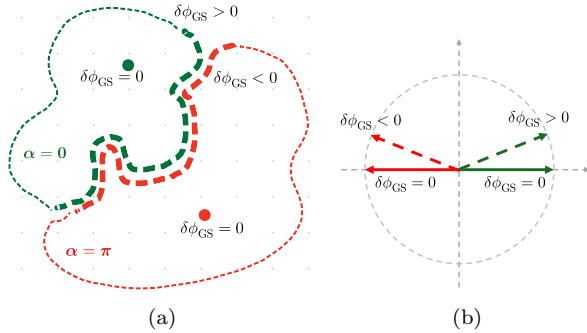 δϕ_GS > 0
δϕ_GS = 0
δϕ_GS < 0
α = 0
δϕ_GS = 0
α = π
(a)
δϕ_GS < 0
δϕ_GS > 0
δϕ_GS = 0
δϕ_GS = 0
(b)